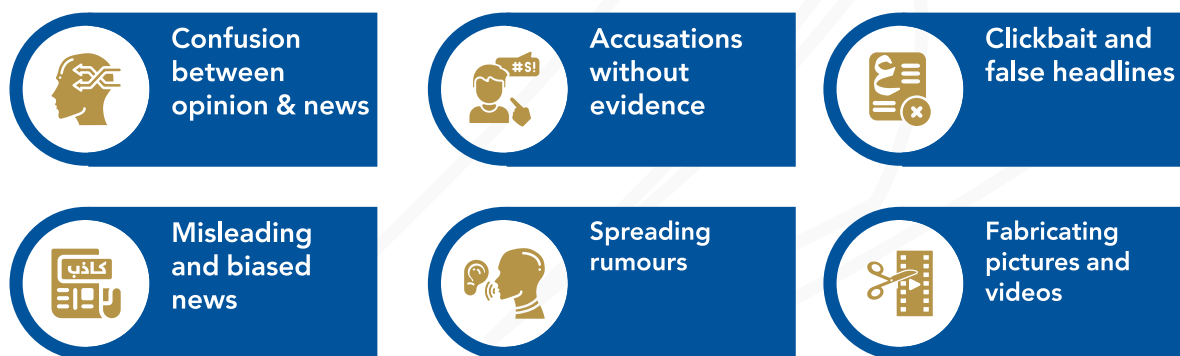 Confusion
between
opinion & news
#$!
Accusations
without
evidence
ع
Clickbait and
false headlines
كاذب
Misleading
and biased
news
Spreading
rumours
Fabricating
pictures and
videos